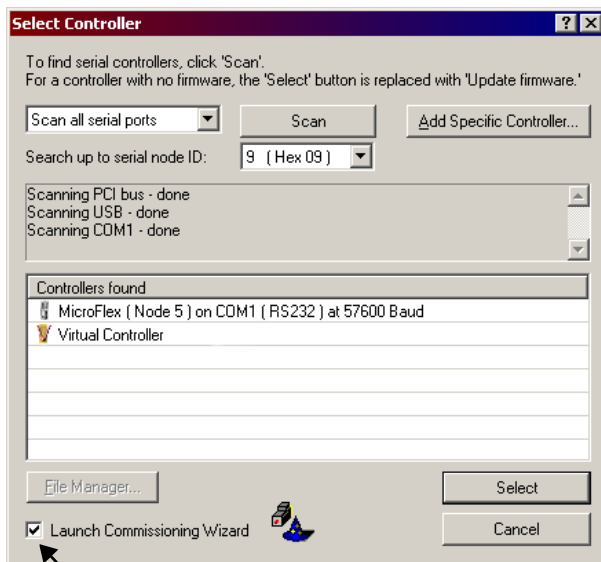 Select Controller
To find serial controllers, click 'Scan'.
For a controller with no firmware, the 'Select' button is replaced with 'Update firmware.'
Scan all serial ports
Scan
Add Specific Controller...
Search up to serial node ID:
9 ( Hex 09 )
Scanning PCI bus - done
Scanning USB - done
Scanning COM1 - done
Controllers found
MicroFlex ( Node 5 ) on COM1 ( RS232 ) at 57600 Baud
Virtual Controller
File Manager...
Select
Launch Commissioning Wizard
Cancel